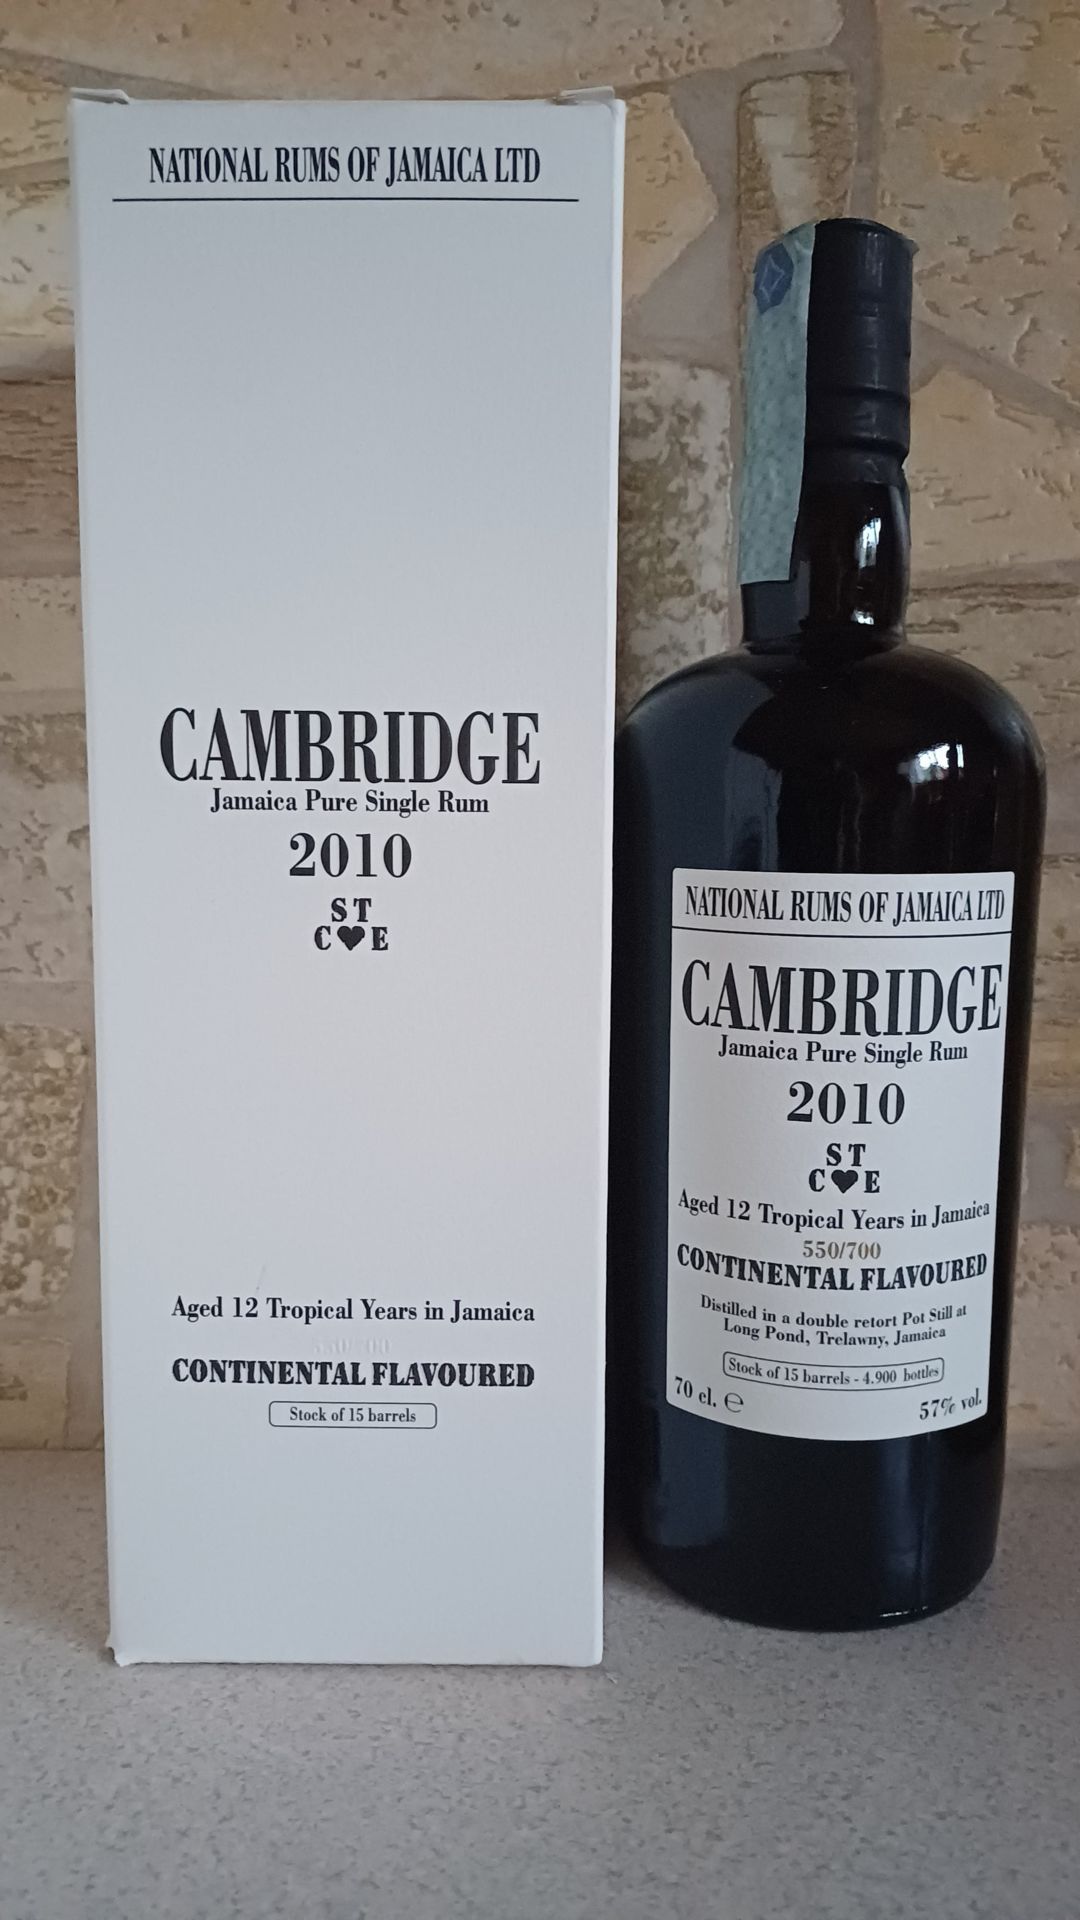 NATIONAL RUMS OF JAMAICA LTD
CAMBRIDGE
Jamaica Pure Single Rum
2010
S T
C♥E
Aged 12 Tropical Years in Jamaica
CONTINENTAL FLAVOURED
Stock of 15 barrels
NATIONAL RUMS OF JAMAICA LTD
CAMBRIDGE
Jamaica Pure Single Rum
2010
S T
C♥E
Aged 12 Tropical Years in Jamaica
550/700
CONTINENTAL FLAVOURED
Distilled in a double retort Pot Still at
Long Pond, Trelawny, Jamaica
Stock of 15 barrels - 4.900 bottles
70 cl. ℮ 57% vol.